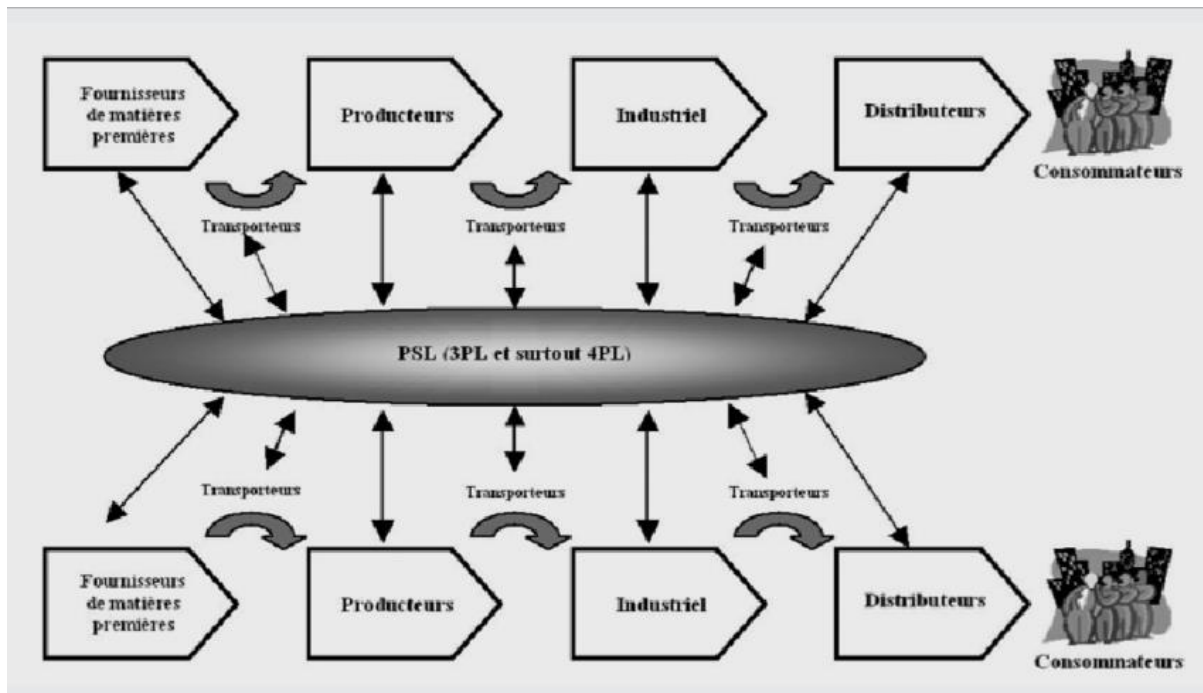 Fournisseurs
de matières
premières
Producteurs
Industriel
Distributeurs
Consommateurs
Transporteurs
Transporteurs
Transporteurs
PSL (3PL et surtout 4PL)
Transporteurs
Transporteurs
Transporteurs
Fournisseurs
de matières
premières
Producteurs
Industriel
Distributeurs
Consommateurs